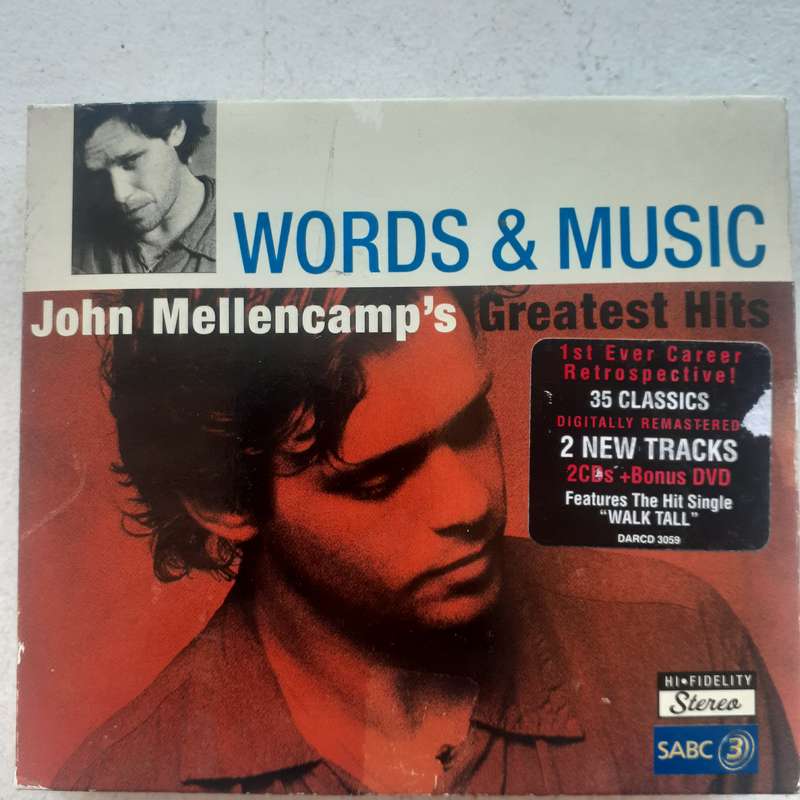 WORDS & MUSIC
John Mellencamp's Greatest Hits
1st Ever Career
Retrospective!
35 CLASSICS
DIGITALLY REMASTERED
2 NEW TRACKS
2CDs +Bonus DVD
Features The Hit Single
"WALK TALL"
DARCD 3059
HI•FIDELITY
Stereo
SABC 3